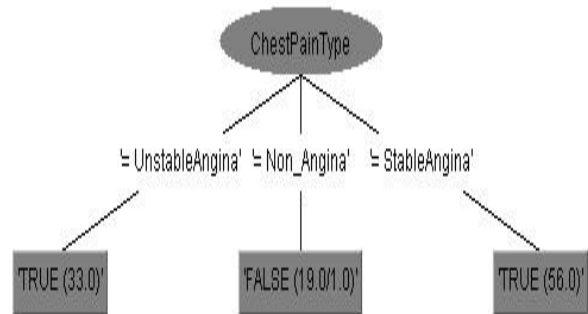 ChestPainType
'= UnstableAngina' '= Non_Angina' '= StableAngina'
'TRUE (33.0)' 'FALSE (19.0/1.0)' 'TRUE (56.0)'